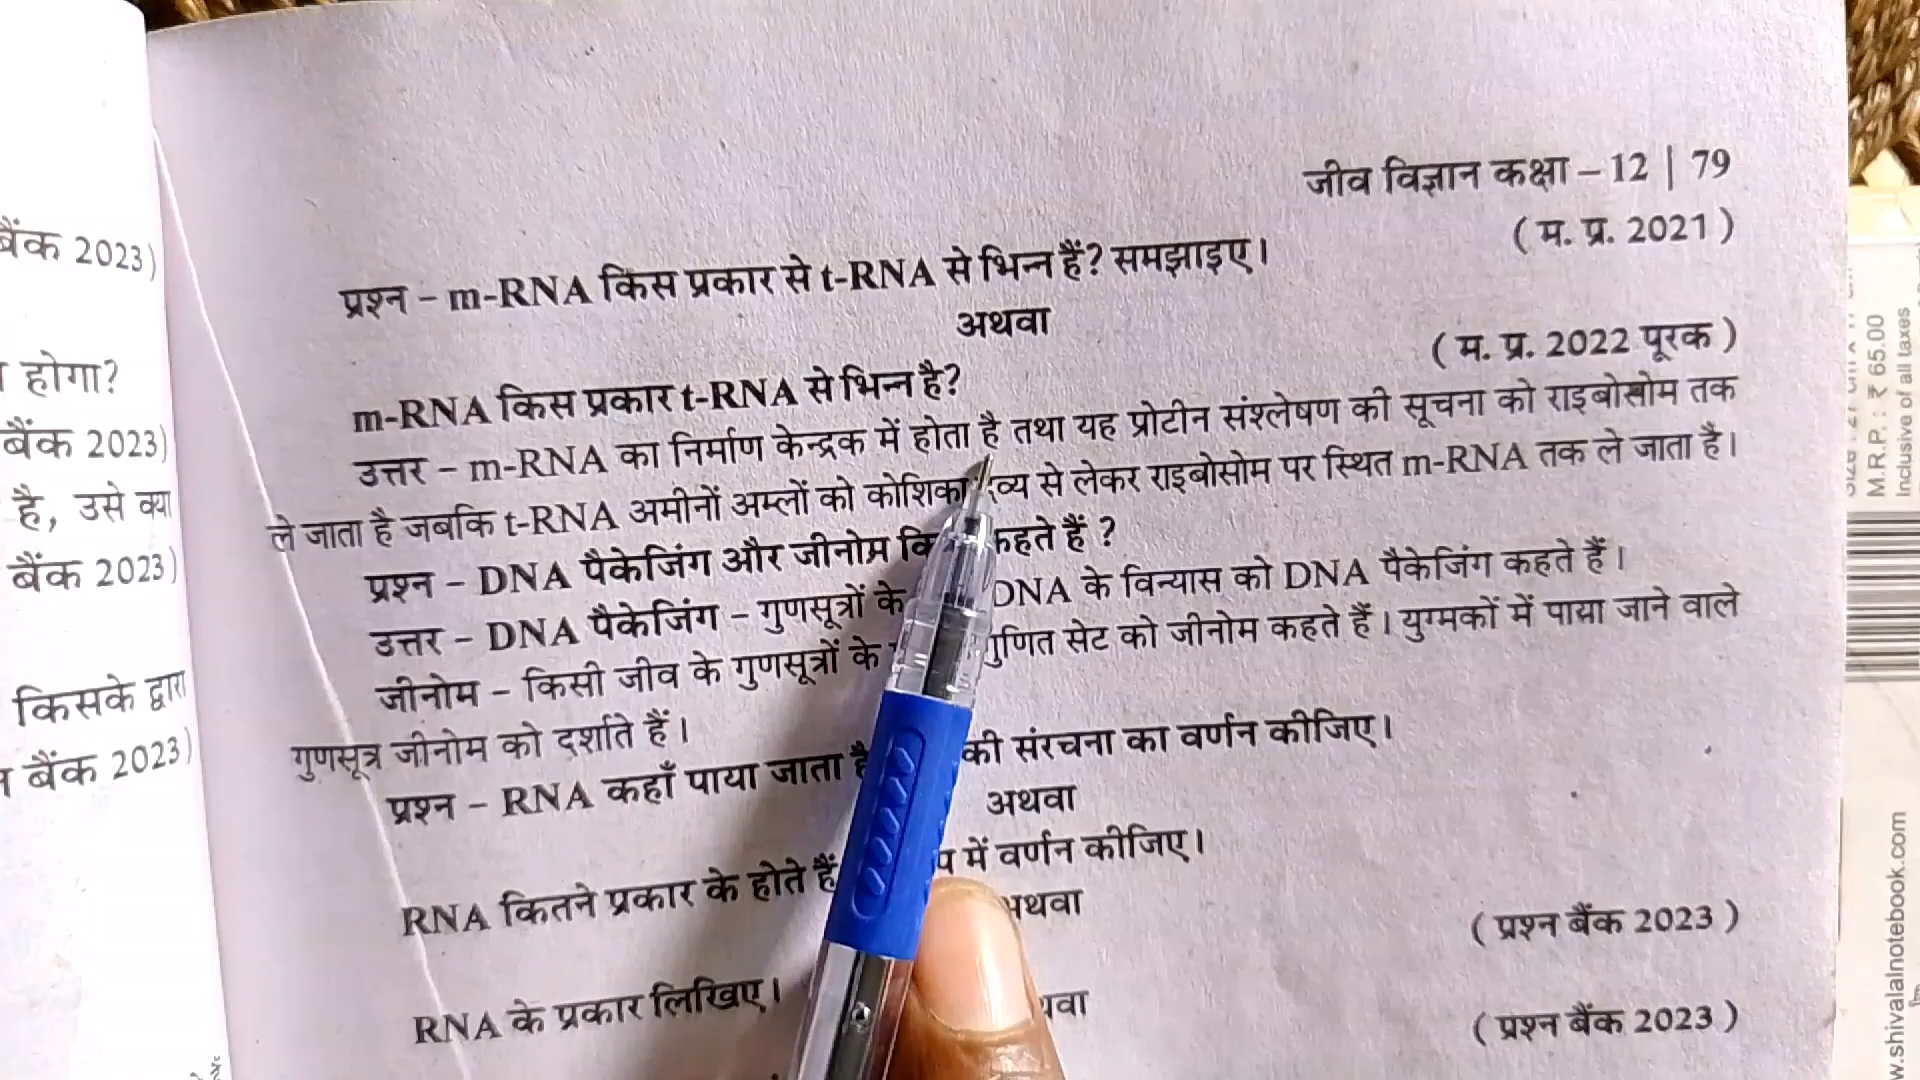 बैंक 2023)
होगा?
बैंक 2023)
है, उसे क्या
बैंक 2023)
किसके द्वारा
बैंक 2023)
जीव विज्ञान कक्षा – 12 | 79
( म. प्र. 2021 )
प्रश्न – m-RNA किस प्रकार से t-RNA से भिन्न हैं? समझाइए।
अथवा
( म. प्र. 2022 पूरक )
m-RNA किस प्रकार t-RNA से भिन्न है?
उत्तर – m-RNA का निर्माण केन्द्रक में होता है तथा यह प्रोटीन संश्लेषण की सूचना को राइबोसोम तक
ले जाता है जबकि t-RNA अमीनों अम्लों को कोशिका व्य से लेकर राइबोसोम पर स्थित m-RNA तक ले जाता है।
प्रश्न – DNA पैकेजिंग और जीनोम कि कहते हैं ?
उत्तर – DNA पैकेजिंग – गुणसूत्रों के DNA के विन्यास को DNA पैकेजिंग कहते हैं।
जीनोम – किसी जीव के गुणसूत्रों के गुणित सेट को जीनोम कहते हैं। युग्मकों में पाया जाने वाले
गुणसूत्र जीनोम को दर्शाते हैं।
प्रश्न – RNA कहाँ पाया जाता है की संरचना का वर्णन कीजिए।
अथवा
RNA कितने प्रकार के होते हैं में वर्णन कीजिए।
अथवा
( प्रश्न बैंक 2023 )
RNA के प्रकार लिखिए।
( प्रश्न बैंक 2023 )
M.R.P. : ₹ 65.00
Inclusive of all taxes
w.shivalalnotebook.com